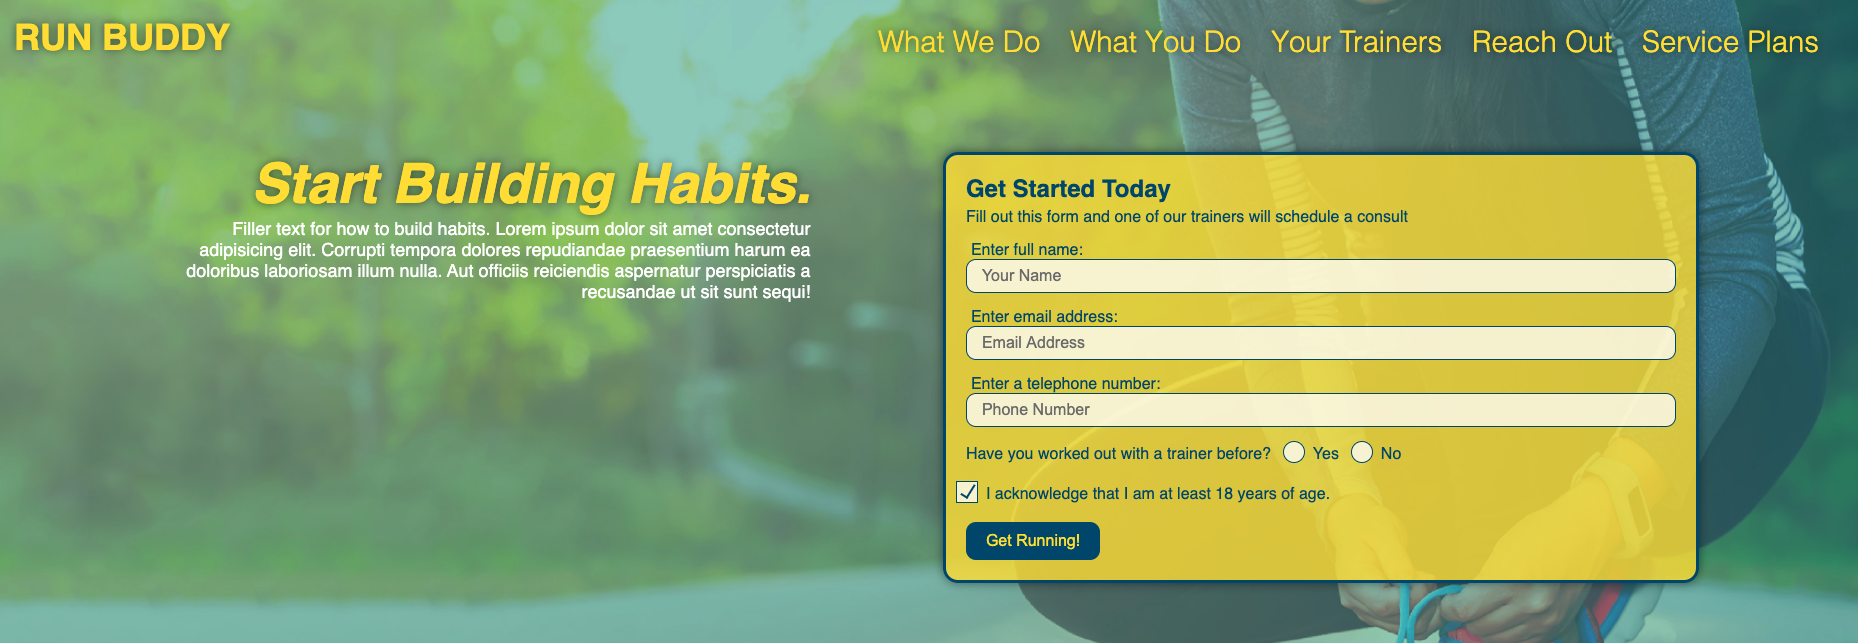 RUN BUDDY
What We Do What You Do Your Trainers Reach Out Service Plans
Start Building Habits.
Filler text for how to build habits. Lorem ipsum dolor sit amet consectetur
adipisicing elit. Corrupti tempora dolores repudiandae praesentium harum ea
doloribus laboriosam illum nulla. Aut officiis reiciendis aspernatur perspiciatis a
recusandae ut sit sunt sequi!
Get Started Today
Fill out this form and one of our trainers will schedule a consult
Enter full name:
Your Name
Enter email address:
Email Address
Enter a telephone number:
Phone Number
Have you worked out with a trainer before? Yes No
I acknowledge that I am at least 18 years of age.
Get Running!